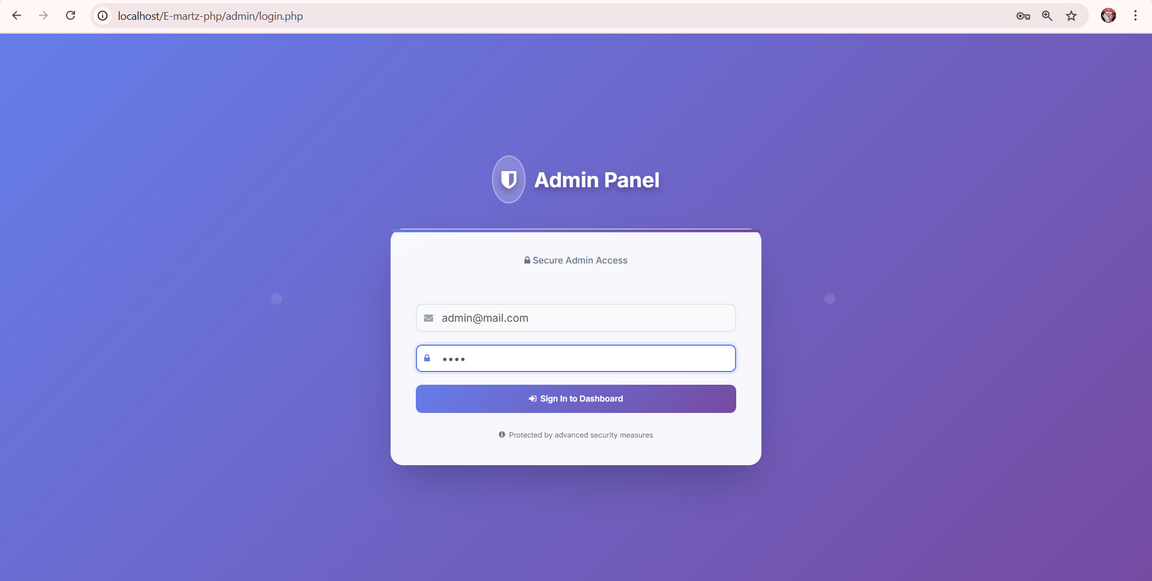 localhost/E-martz-php/admin/login.php
Admin Panel
Secure Admin Access
admin@mail.com
••••
Sign In to Dashboard
Protected by advanced security measures